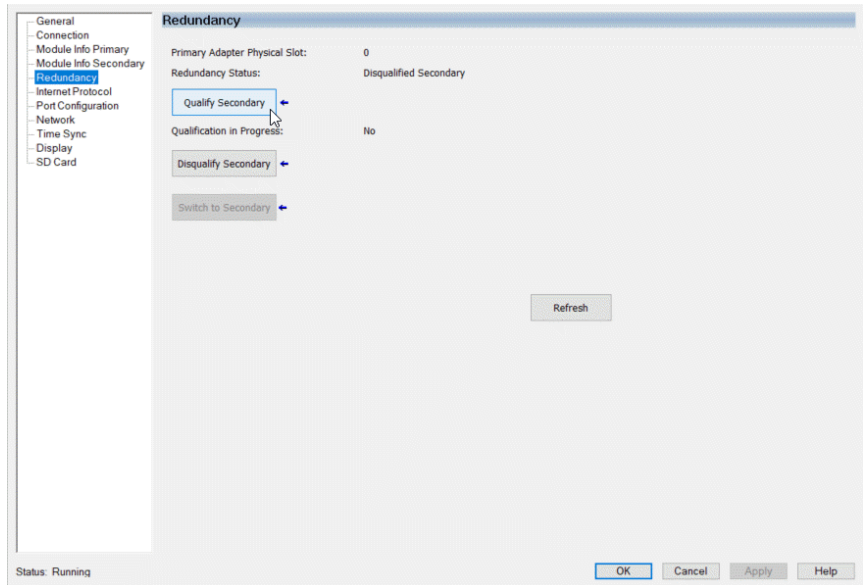 General
Connection
Module Info Primary
Module Info Secondary
Redundancy
Internet Protocol
Port Configuration
Network
Time Sync
Display
SD Card
Redundancy
Primary Adapter Physical Slot: 0
Redundancy Status: Disqualified Secondary
Qualify Secondary
Qualification in Progress: No
Disqualify Secondary
Switch to Secondary
Refresh
Status: Running
OK Cancel Apply Help